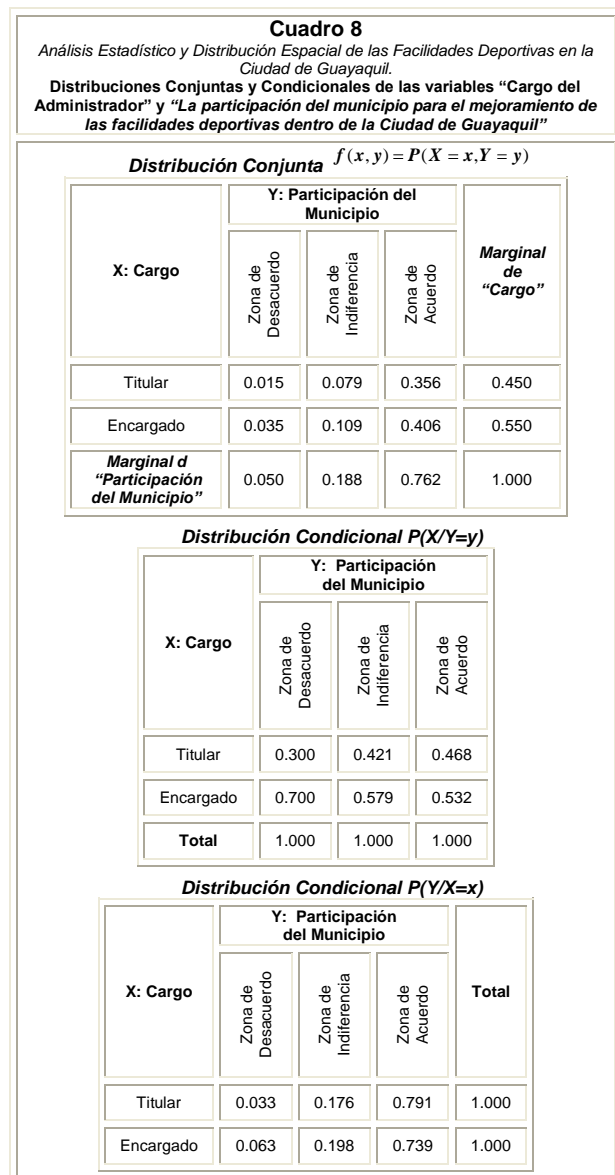 Cuadro 8
Análisis Estadístico y Distribución Espacial de las Facilidades Deportivas en la
Ciudad de Guayaquil.
Distribuciones Conjuntas y Condicionales de las variables “Cargo del
Administrador” y “La participación del municipio para el mejoramiento de
las facilidades deportivas dentro de la Ciudad de Guayaquil”
Distribución Conjunta f(x, y) = P(X = x,Y = y)
X: Cargo
Y: Participación del
Municipio
Zona de
Desacuerdo
Zona de
Indiferencia
Zona de
Acuerdo
Marginal
de
“Cargo”
Titular 0.015 0.079 0.356 0.450
Encargado 0.035 0.109 0.406 0.550
Marginal d
“Participación
del Municipio”
0.050 0.188 0.762 1.000
Distribución Condicional P(X/Y=y)
X: Cargo
Y: Participación
del Municipio
Zona de
Desacuerdo
Zona de
Indiferencia
Zona de
Acuerdo
Titular 0.300 0.421 0.468
Encargado 0.700 0.579 0.532
Total 1.000 1.000 1.000
Distribución Condicional P(Y/X=x)
X: Cargo
Y: Participación
del Municipio
Zona de
Desacuerdo
Zona de
Indiferencia
Zona de
Acuerdo
Total
Titular 0.033 0.176 0.791 1.000
Encargado 0.063 0.198 0.739 1.000